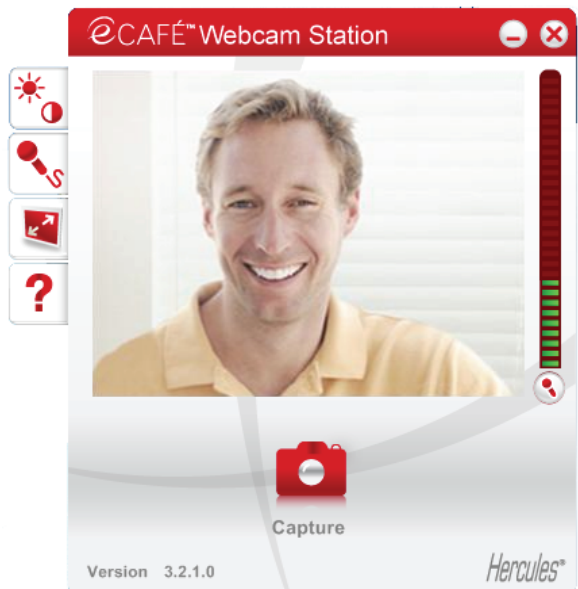 eCAFÉ™ Webcam Station
?
Capture
Version 3.2.1.0
Hercules®